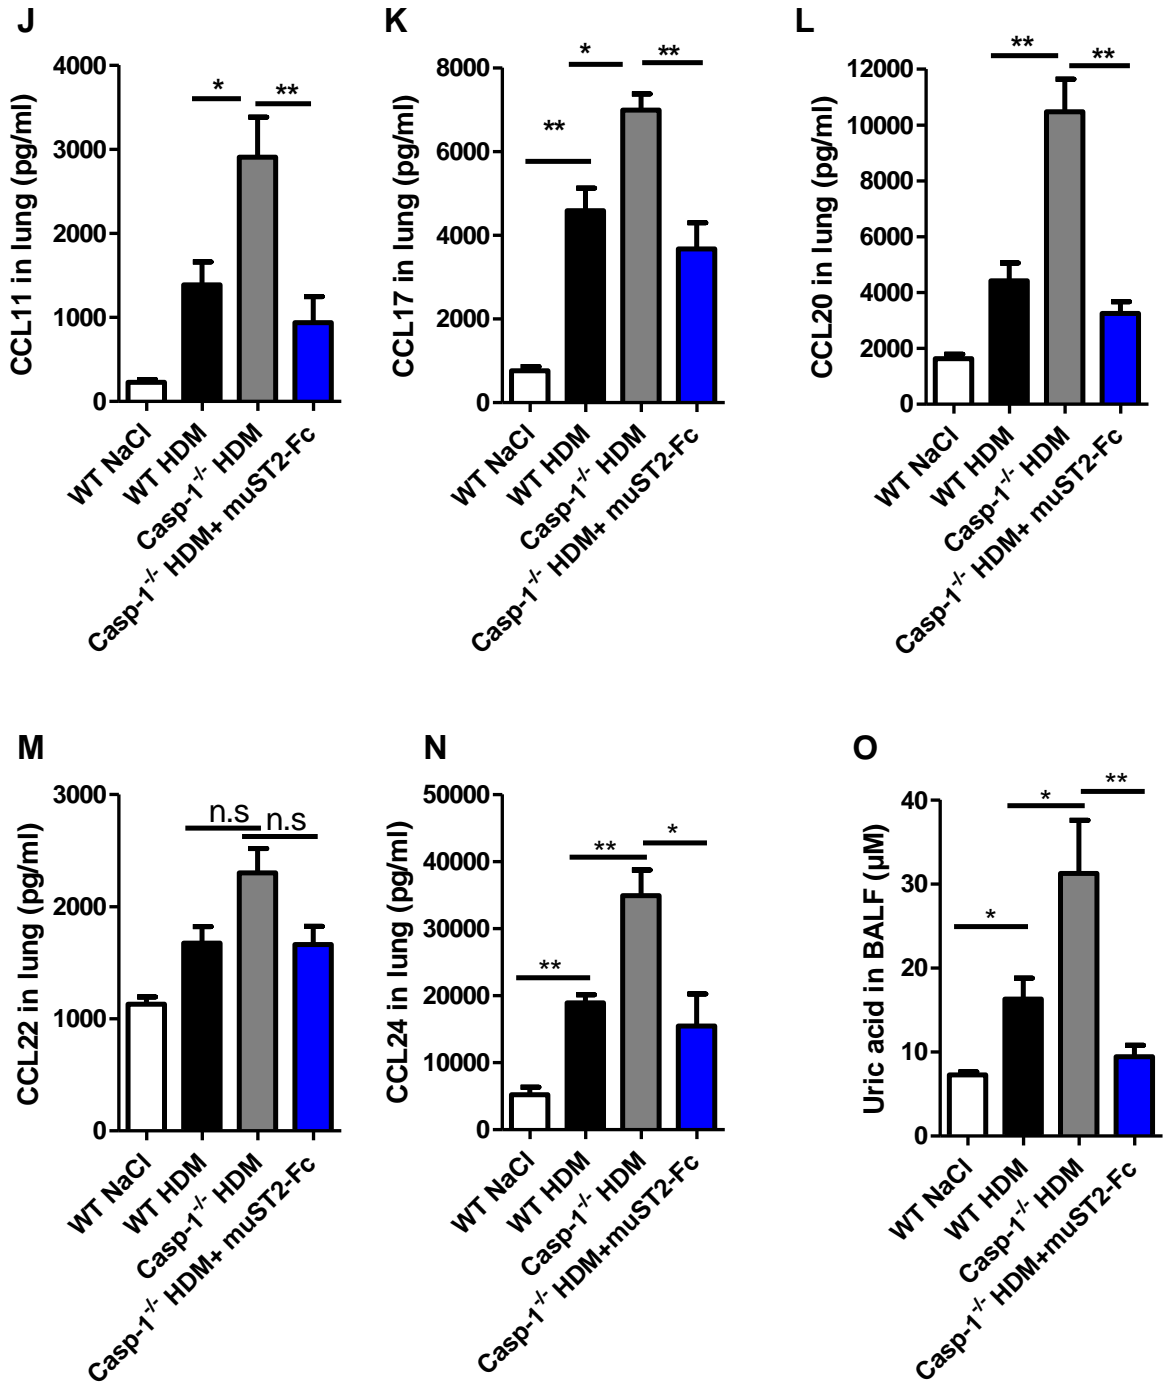 J
CCL11 in lung (pg/ml)
4000
3000
2000
1000
0
*
**
WT NaCl
WT HDM
Casp-1-/- HDM
Casp-1-/- HDM+ muST2-Fc
K
CCL17 in lung (pg/ml)
8000
6000
4000
2000
0
**
*
**
WT NaCl
WT HDM
Casp-1-/- HDM
Casp-1-/- HDM+ muST2-Fc
L
CCL20 in lung (pg/ml)
12000
10000
8000
6000
4000
2000
0
**
**
WT NaCl
WT HDM
Casp-1-/- HDM
Casp-1-/- HDM+ muST2-Fc
M
CCL22 in lung (pg/ml)
3000
2000
1000
0
n.s
n.s
WT NaCl
WT HDM
Casp-1-/- HDM
Casp-1-/- HDM+ muST2-Fc
N
CCL24 in lung (pg/ml)
50000
40000
30000
20000
10000
0
**
**
*
WT NaCl
WT HDM
Casp-1-/- HDM
Casp-1-/- HDM+muST2-Fc
O
Uric acid in BALF (µM)
40
30
20
10
0
*
*
**
WT NaCl
WT HDM
Casp-1-/- HDM
Casp-1-/- HDM+muST2-Fc